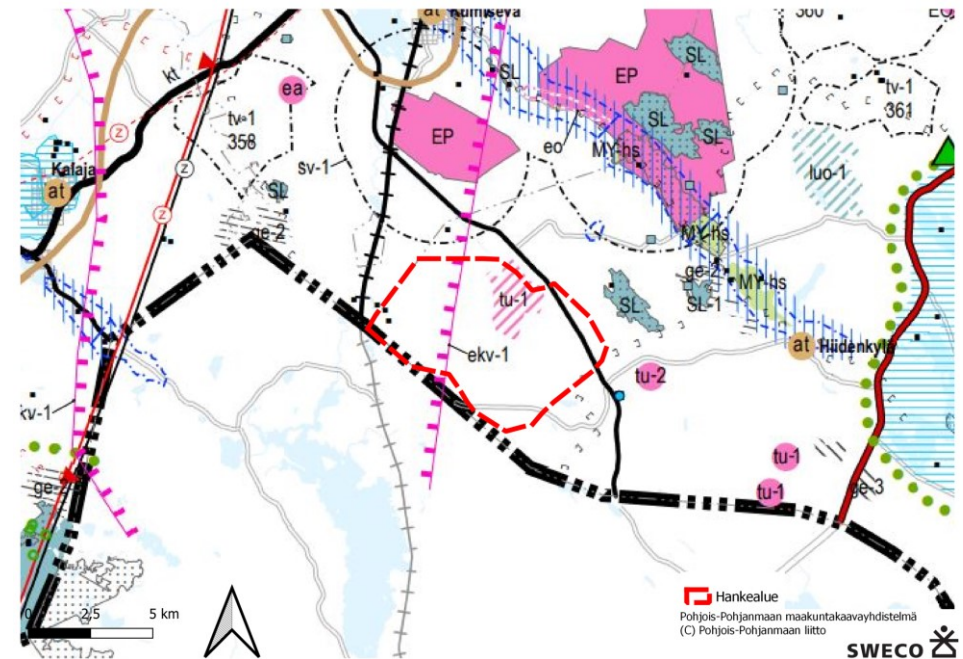 at Kumiseva
360
EO
kt
SL
EP
SL
ea
tv-1
361
tv-1
358
z
EP
eo
SL
SL
MY-hs
sv-1
luo-1
Kalaja
at
z
SL
z
ge-2
MY-hs
ge-2
MY-hs
tu-1
SL
SL-1
at Hiidenkylä
ekv-1
tu-2
kv-1
tu-1
ge-
tu-1
ge-3
0 2,5 5 km
Hankealue
Pohjois-Pohjanmaan maakuntakaavayhdistelmä
(C) Pohjois-Pohjanmaan liitto
SWECO